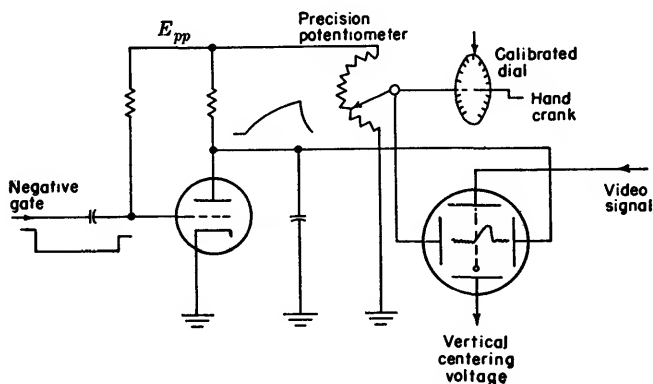 Precision
potentiometer
E_pp
Calibrated
dial
Hand
crank
Negative
gate
Video
signal
Vertical
centering
voltage